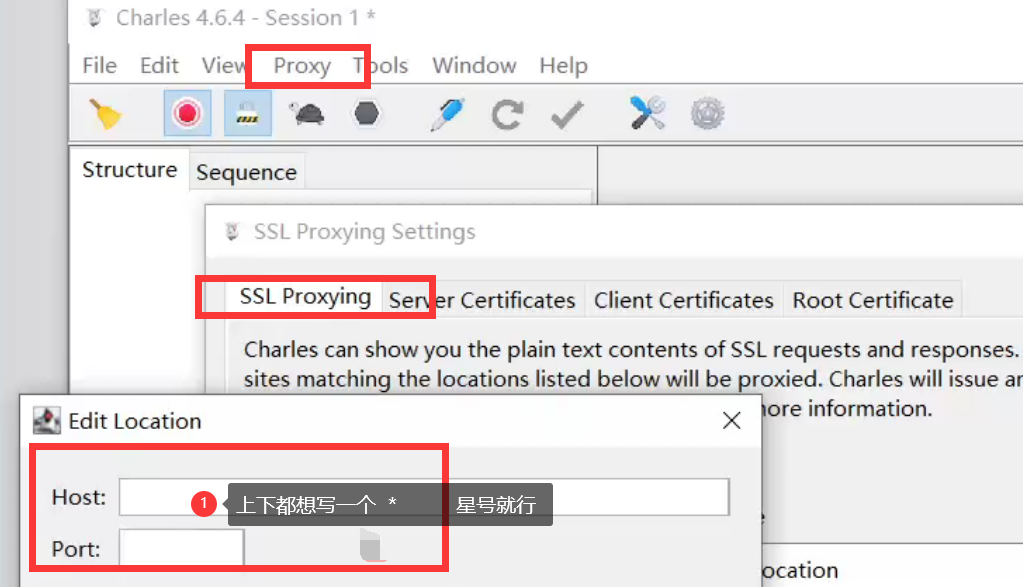 Charles 4.6.4 - Session 1 *
File Edit View Proxy Tools Window Help
Structure Sequence
SSL Proxying Settings
SSL Proxying Server Certificates Client Certificates Root Certificate
Charles can show you the plain text contents of SSL requests and responses.
sites matching the locations listed below will be proxied. Charles will issue
more information.
Edit Location
Host:
1 上下都想写一个 * 星号就行
Port: